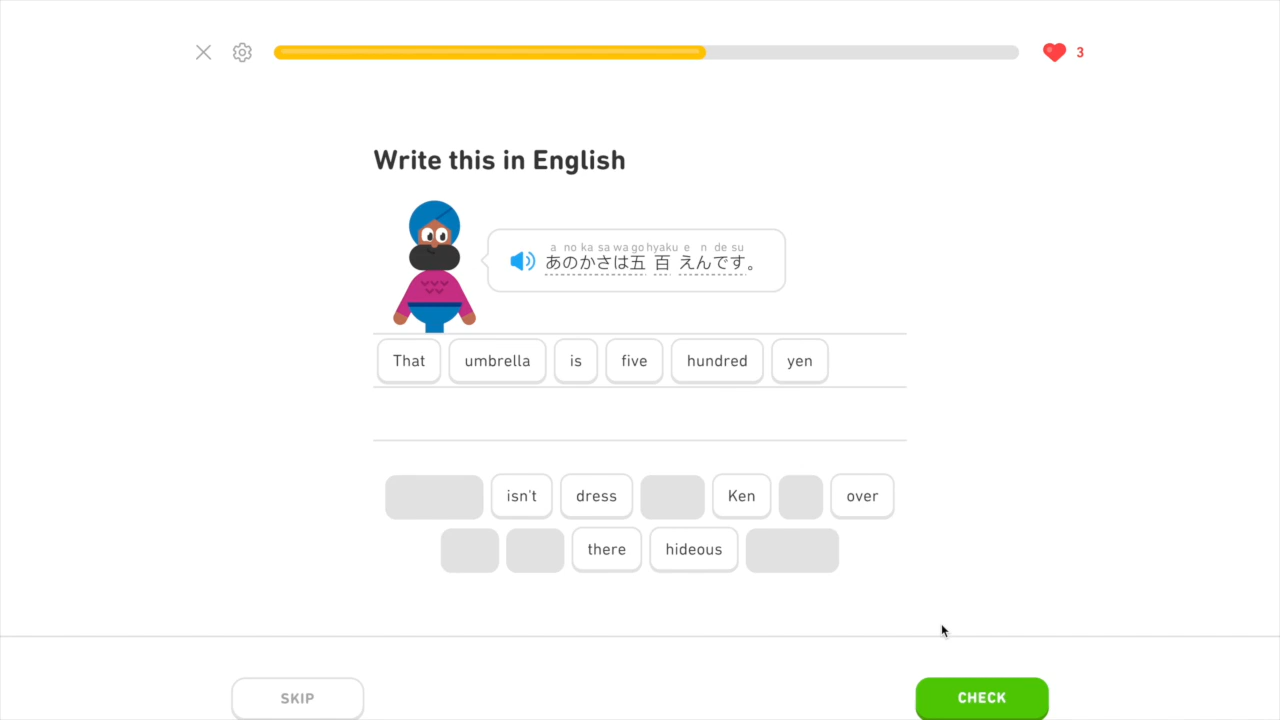 3
Write this in English
a no ka sa wa go hyaku e n de su
あのかさは五百えんです。
That umbrella is five hundred yen
isn't dress Ken over
there hideous
SKIP CHECK